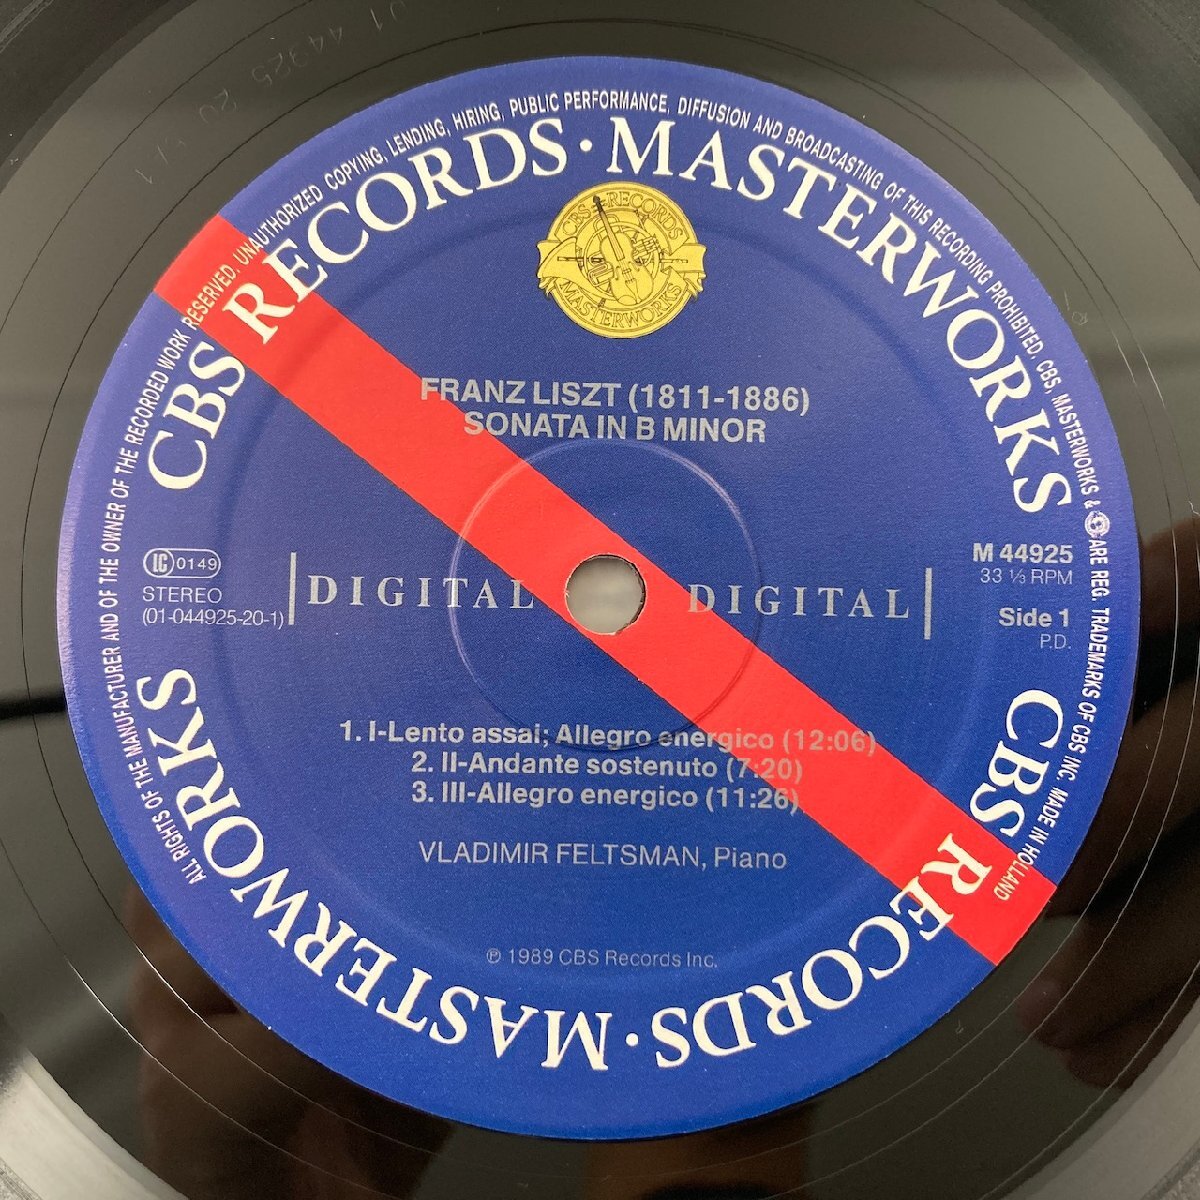 ALL RIGHTS OF THE MANUFACTURER AND OF THE OWNER OF THE RECORDED WORK RESERVED. UNAUTHORIZED COPYING, LENDING, HIRING, PUBLIC PERFORMANCE, DIFFUSION AND BROADCASTING OF THIS RECORDING PROHIBITED, CBS, MASTERWORKS & ARE REG. TRADEMARKS OF CBS INC. MADE IN HOLLAND
CBS RECORDS · MASTERWORKS
CBS RECORDS
MASTERWORKS
FRANZ LISZT (1811-1886)
SONATA IN B MINOR
LC 0149
STEREO
(01-044925-20-1)
DIGITAL
DIGITAL
M 44925
33 ⅓ RPM
Side 1
P.D.
1. I-Lento assai; Allegro energico (12:06)
2. II-Andante sostenuto (7:20)
3. III-Allegro energico (11:26)
VLADIMIR FELTSMAN, Piano
℗ 1989 CBS Records Inc.
CBS RECORDS · MASTERWORKS